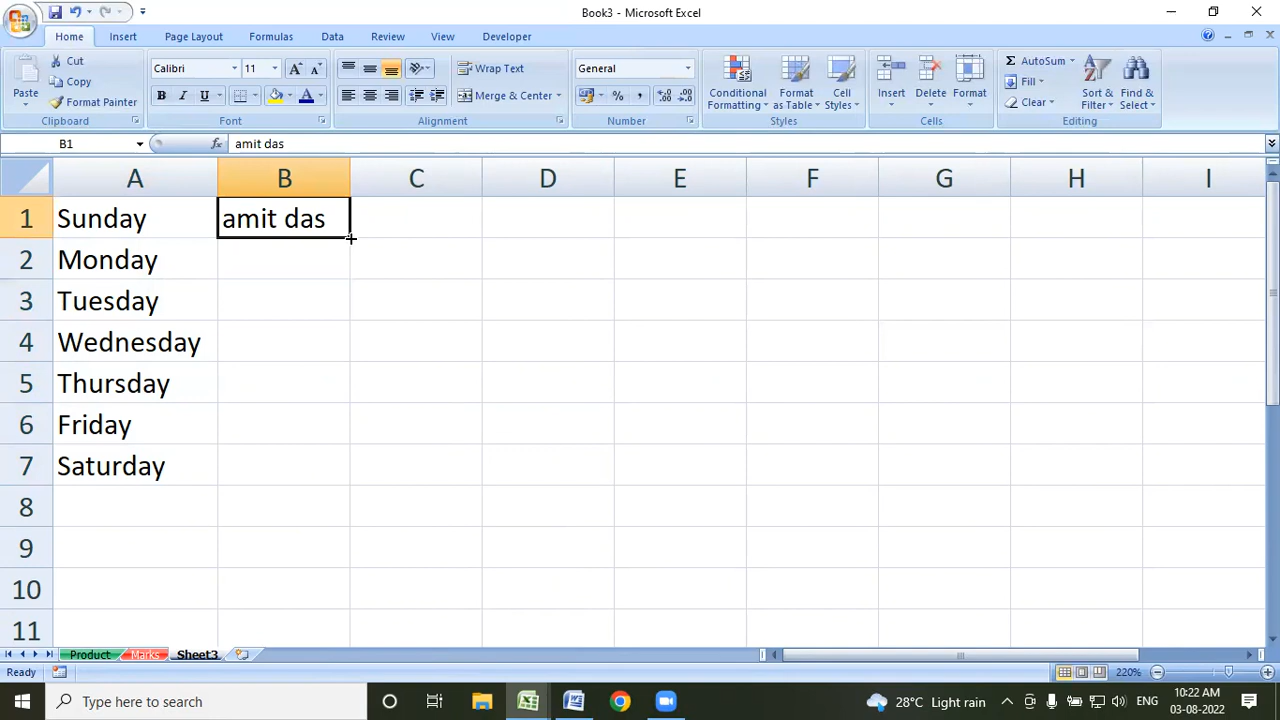 Book3 - Microsoft Excel
Home Insert Page Layout Formulas Data Review View Developer
Paste
Cut
Copy
Format Painter
Clipboard
Calibri 11
B I U
Font
Wrap Text
Merge & Center
Alignment
General
%
Number
Conditional Formatting
Format as Table
Cell Styles
Styles
Insert
Delete
Format
Cells
Σ AutoSum
Fill
Clear
Sort & Filter
Find & Select
Editing
B1 fx amit das
A B C D E F G H I
1 Sunday amit das
2 Monday
3 Tuesday
4 Wednesday
5 Thursday
6 Friday
7 Saturday
8
9
10
11
Product Marks Sheet3
Ready 220%
Type here to search
28°C Light rain
ENG
10:22 AM
03-08-2022